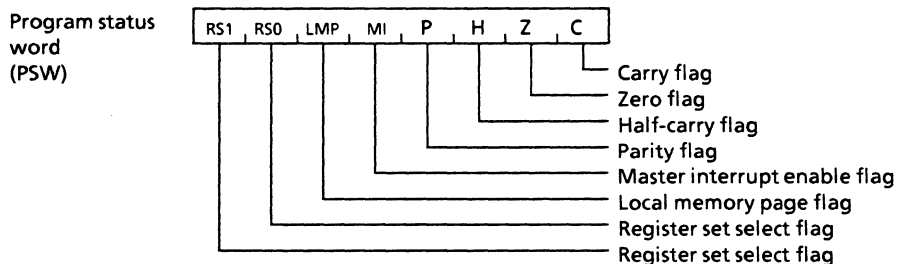 Program status
word
(PSW)
RS1 RS0 LMP MI P H Z C
Carry flag
Zero flag
Half-carry flag
Parity flag
Master interrupt enable flag
Local memory page flag
Register set select flag
Register set select flag